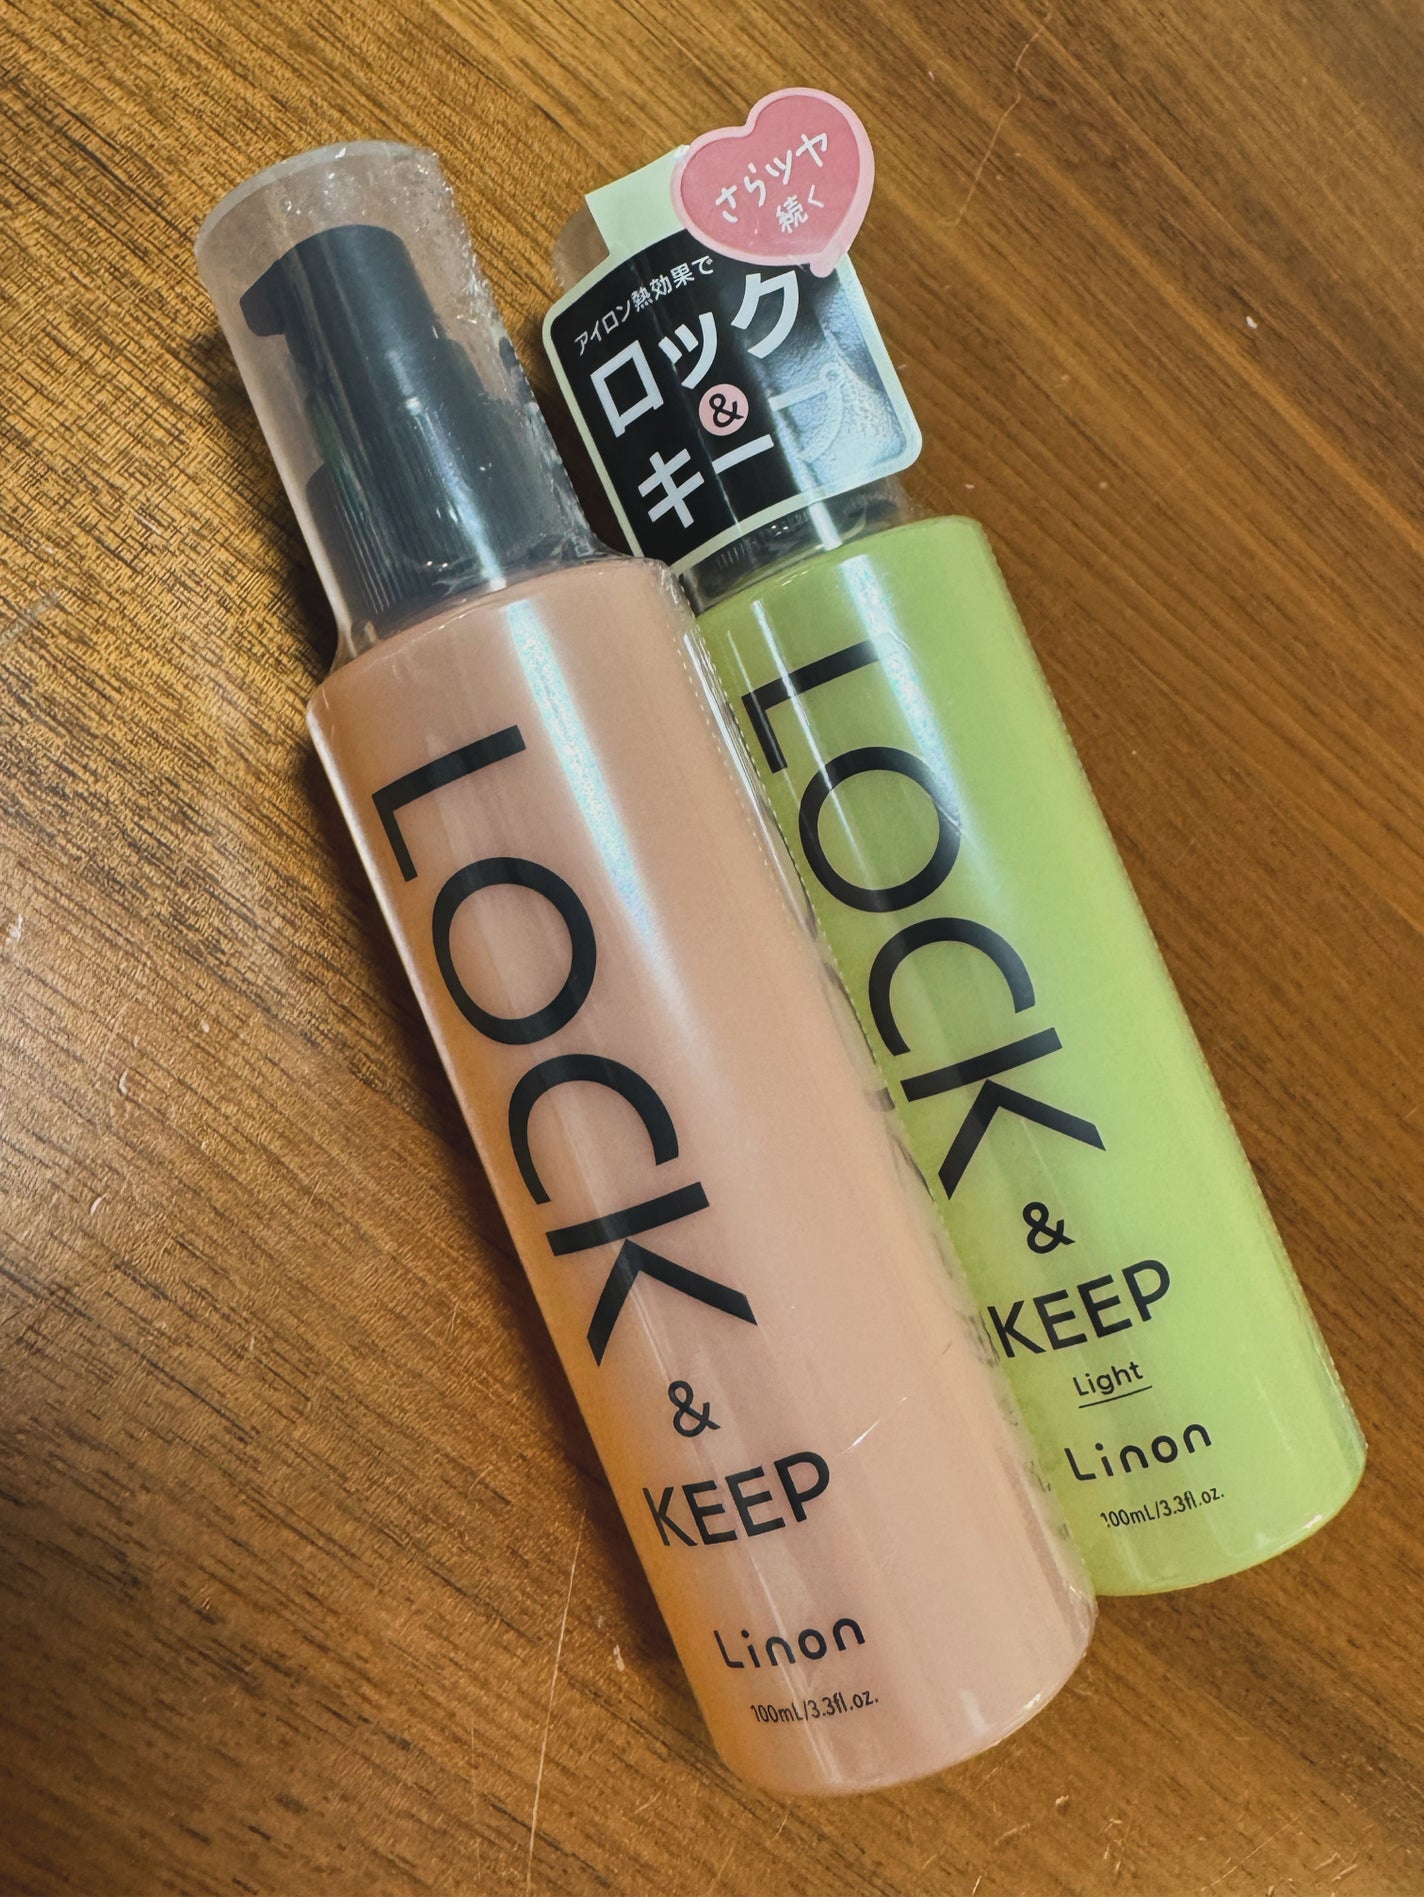 さらツヤ
続く
アイロン熱効果で
ロック
&
キープ
LOCK
&
KEEP
Linon
100mL/3.3fl.oz.
LOCK
&
KEEP
Light
Linon
100mL/3.3fl.oz.